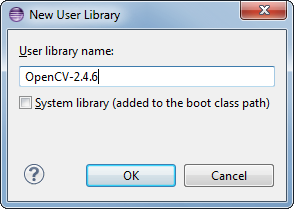 New User Library
User library name:
OpenCV-2.4.6
System library (added to the boot class path)
?
OK
Cancel